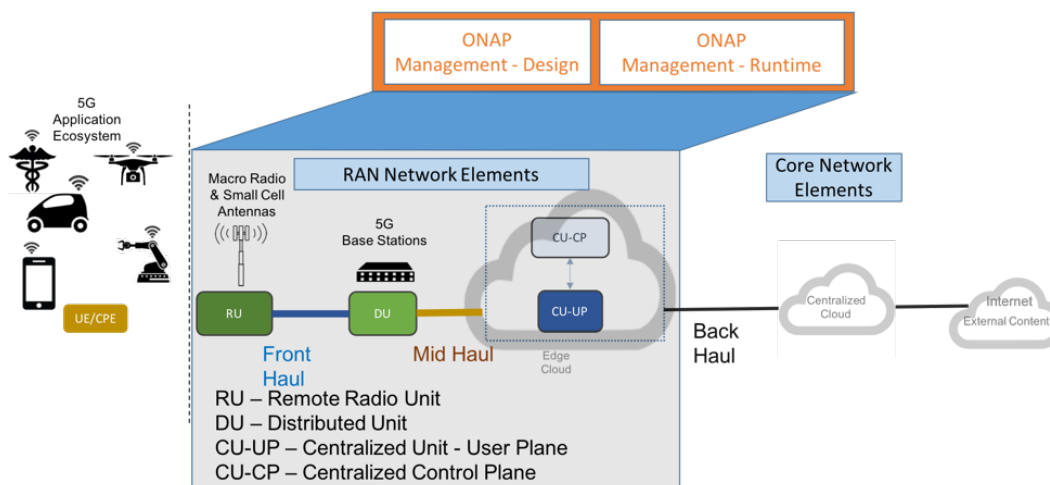 ONAP
Management - Design
ONAP
Management - Runtime
5G
Application
Ecosystem
UE/CPE
RAN Network Elements
Macro Radio
& Small Cell
Antennas
5G
Base Stations
RU
DU
CU-CP
CU-UP
Edge
Cloud
Front
Haul
Mid Haul
Back
Haul
Core Network
Elements
Centralized
Cloud
Internet
External Content
RU – Remote Radio Unit
DU – Distributed Unit
CU-UP – Centralized Unit - User Plane
CU-CP – Centralized Control Plane